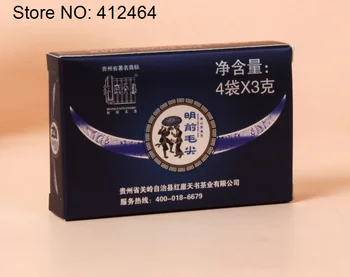 Store NO: 412464
贵州省著名商标
净含量:
4袋X3克
明前毛尖
贵州省关岭自治县红崖天书茶业有限公司
服务热线: 400-018-6679